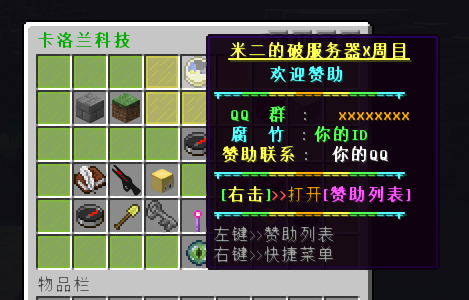 卡洛兰科技
米二的破服务器X周目
欢迎赞助
QQ 群 : xxxxxxxx
腐 竹 : 你的ID
赞助联系 : 你的QQ
[右击]>>打开[赞助列表]
左键>>赞助列表
右键>>快捷菜单
物品栏